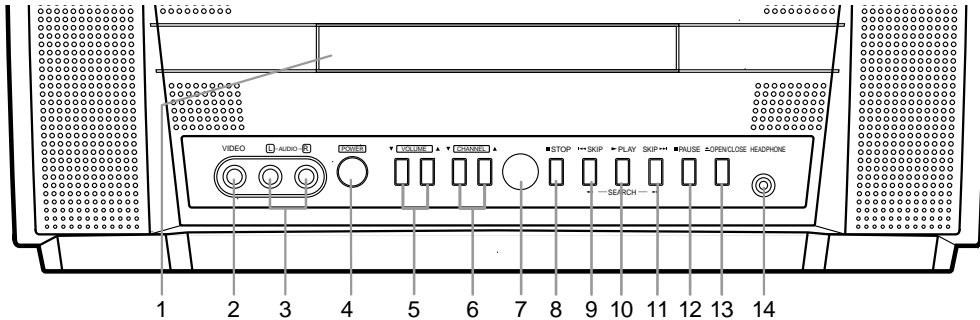 VIDEO L -AUDIO- R POWER ▼ VOLUME ▲ ▼ CHANNEL ▲ ■STOP I◄◄ SKIP ►PLAY SKIP ►►I ■PAUSE ▲OPEN/CLOSE HEADPHONE
SEARCH
1 2 3 4 5 6 7 8 9 10 11 12 13 14